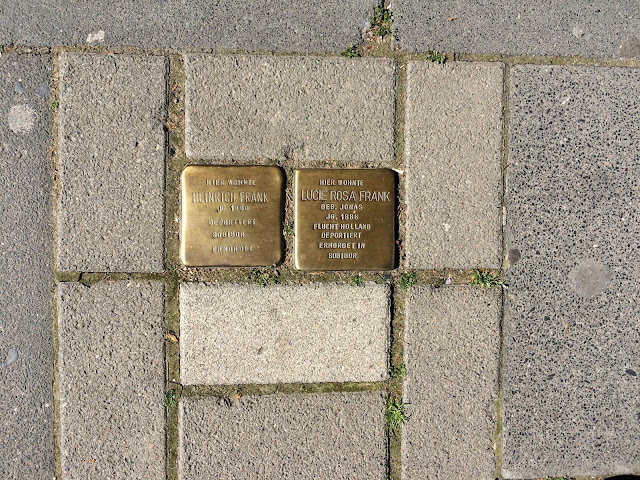 HIER WOHNTE
HEINRICH FRANK
JG.
DEPORTIERT
SOBIBOR
ERMORDET
HIER WOHNTE
LUCIE ROSA FRANK
GEB. JONAS
JG. 1886
FLUCHT HOLLAND
DEPORTIERT
ERMORDET IN
SOBIBOR